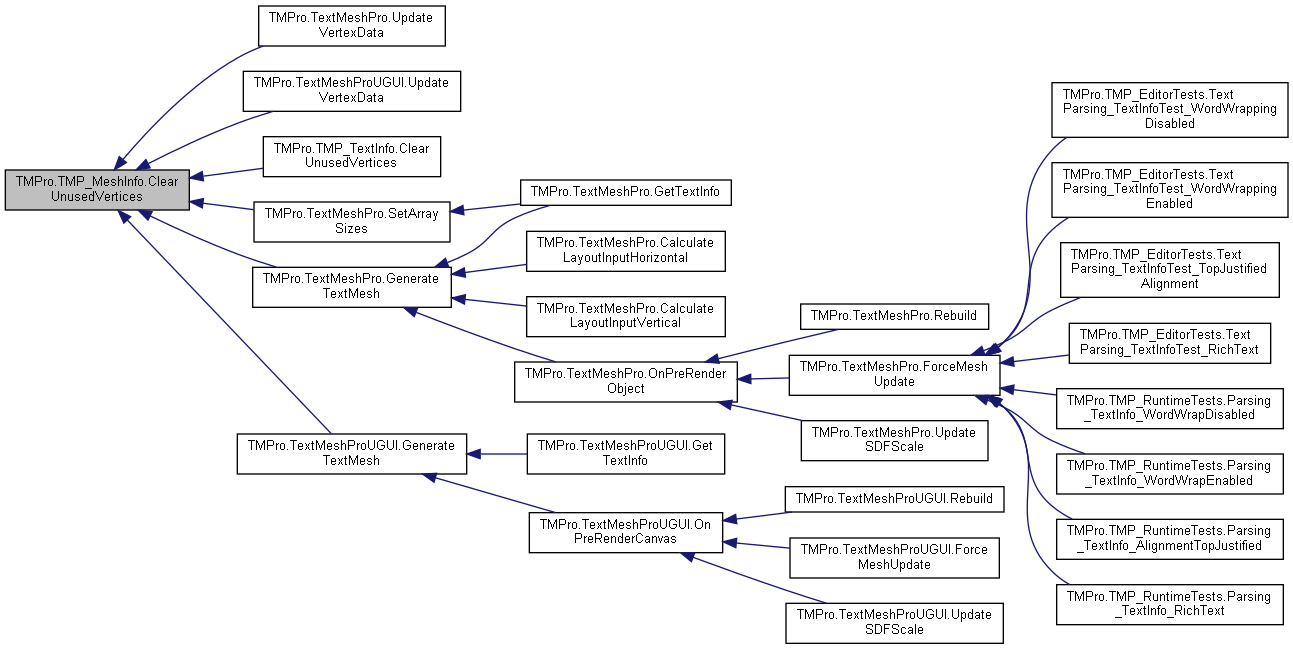 TMPro.TMP_MeshInfo.Clear
UnusedVertices
TMPro.TextMeshPro.Update
VertexData
TMPro.TextMeshProUGUI.Update
VertexData
TMPro.TMP_TextInfo.Clear
UnusedVertices
TMPro.TextMeshPro.SetArray
Sizes
TMPro.TextMeshPro.Generate
TextMesh
TMPro.TextMeshProUGUI.Generate
TextMesh
TMPro.TextMeshPro.GetTextInfo
TMPro.TextMeshPro.Calculate
LayoutInputHorizontal
TMPro.TextMeshPro.Calculate
LayoutInputVertical
TMPro.TextMeshPro.OnPreRender
Object
TMPro.TextMeshProUGUI.Get
TextInfo
TMPro.TextMeshProUGUI.On
PreRenderCanvas
TMPro.TextMeshPro.Rebuild
TMPro.TextMeshPro.ForceMesh
Update
TMPro.TextMeshPro.Update
SDFScale
TMPro.TextMeshProUGUI.Rebuild
TMPro.TextMeshProUGUI.Force
MeshUpdate
TMPro.TextMeshProUGUI.Update
SDFScale
TMPro.TMP_EditorTests.Text
Parsing_TextInfoTest_WordWrapping
Disabled
TMPro.TMP_EditorTests.Text
Parsing_TextInfoTest_WordWrapping
Enabled
TMPro.TMP_EditorTests.Text
Parsing_TextInfoTest_TopJustified
Alignment
TMPro.TMP_EditorTests.Text
Parsing_TextInfoTest_RichText
TMPro.TMP_RuntimeTests.Parsing
_TextInfo_WordWrapDisabled
TMPro.TMP_RuntimeTests.Parsing
_TextInfo_WordWrapEnabled
TMPro.TMP_RuntimeTests.Parsing
_TextInfo_AlignmentTopJustified
TMPro.TMP_RuntimeTests.Parsing
_TextInfo_RichText